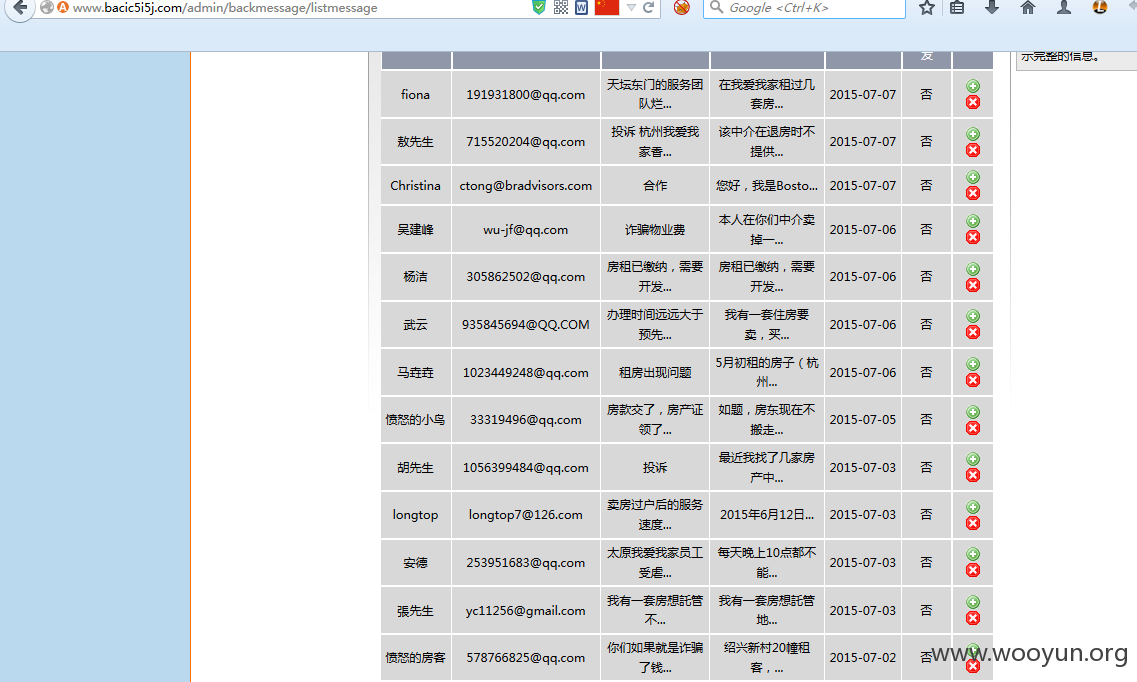 www.bacic5i5j.com/admin/backmessage/listmessage
Google <Ctrl+K>
发
示完整的信息。
fiona 191931800@qq.com 天坛东门的服务团队烂... 在我爱我家租过几套房... 2015-07-07 否
敖先生 715520204@qq.com 投诉 杭州我爱我家香... 该中介在退房时不提供... 2015-07-07 否
Christina ctong@bradvisors.com 合作 您好，我是Bosto... 2015-07-07 否
吴建峰 wu-jf@qq.com 诈骗物业费 本人在你们中介卖掉一... 2015-07-06 否
杨洁 305862502@qq.com 房租已缴纳，需要开发... 房租已缴纳，需要开发... 2015-07-06 否
武云 935845694@QQ.COM 办理时间远远大于预先... 我有一套住房要卖，买... 2015-07-06 否
马垚垚 1023449248@qq.com 租房出现问题 5月初租的房子（杭州... 2015-07-06 否
愤怒的小鸟 33319496@qq.com 房款交了，房产证领了... 如题，房东现在不搬走... 2015-07-05 否
胡先生 1056399484@qq.com 投诉 最近我找了几家房产中... 2015-07-03 否
longtop longtop7@126.com 卖房过户后的服务速度... 2015年6月12日... 2015-07-03 否
安德 253951683@qq.com 太原我爱我家员工受虐... 每天晚上10点都不能... 2015-07-03 否
張先生 yc11256@gmail.com 我有一套房想託管不... 我有一套房想託管地... 2015-07-03 否
愤怒的房客 578766825@qq.com 你们如果就是诈骗了钱... 绍兴新村20幢租客，... 2015-07-02 否
www.wooyun.org